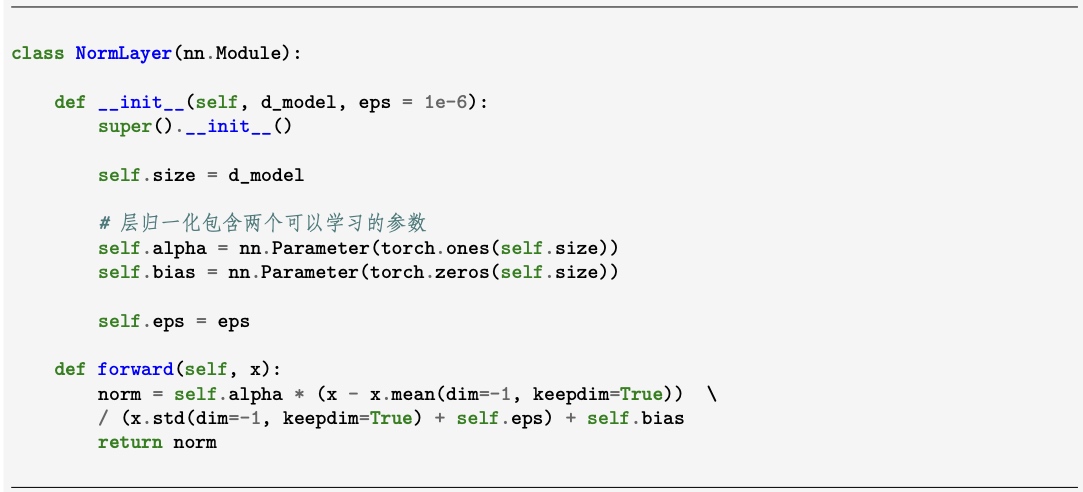 class NormLayer(nn.Module):
def __init__(self, d_model, eps = 1e-6):
super().__init__()
self.size = d_model
# 层归一化包含两个可以学习的参数
self.alpha = nn.Parameter(torch.ones(self.size))
self.bias = nn.Parameter(torch.zeros(self.size))
self.eps = eps
def forward(self, x):
norm = self.alpha * (x - x.mean(dim=-1, keepdim=True)) \
/ (x.std(dim=-1, keepdim=True) + self.eps) + self.bias
return norm